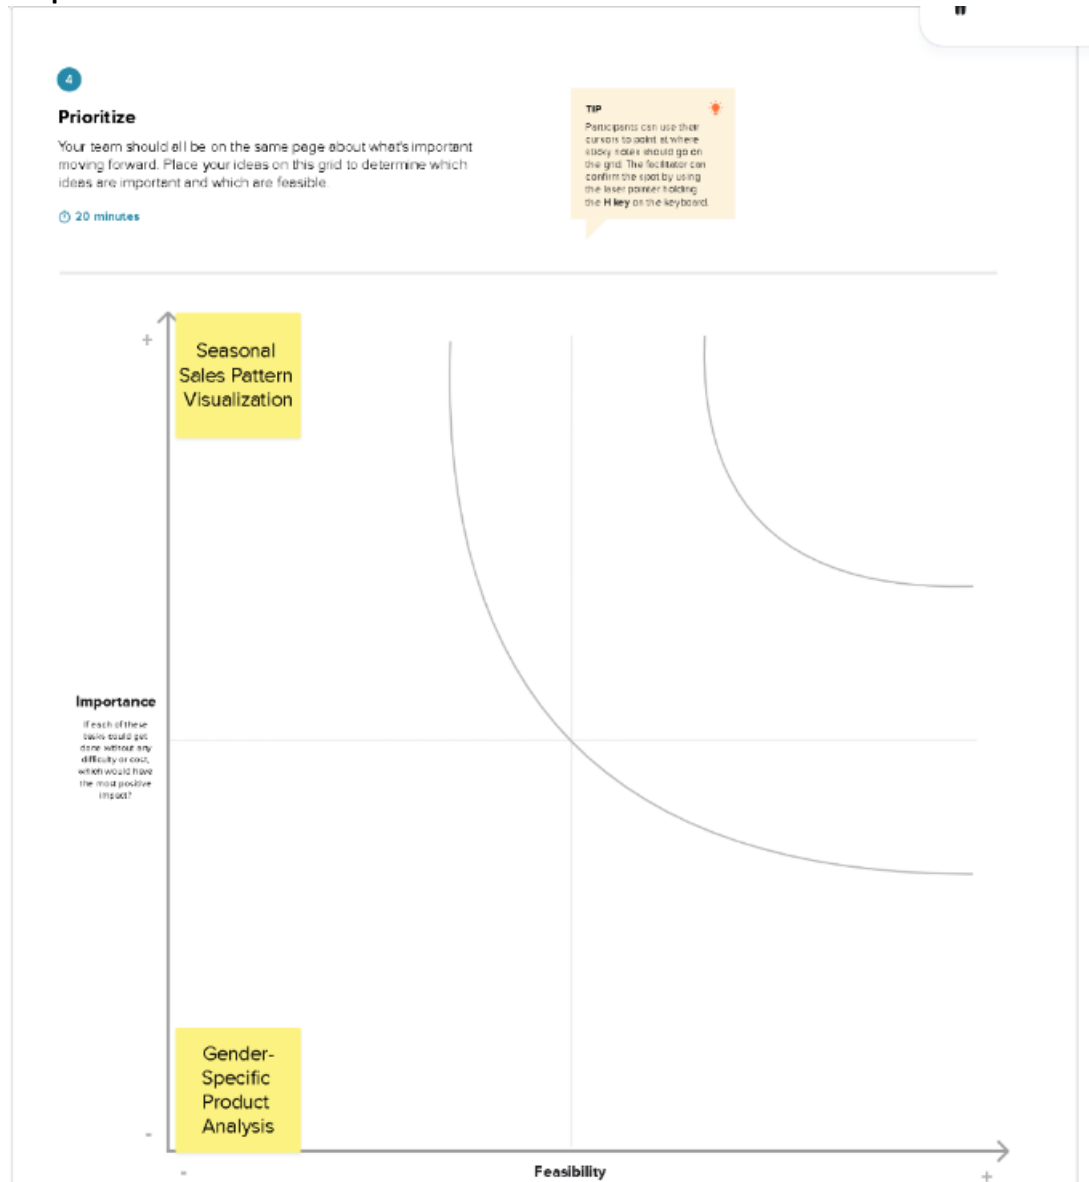 4
Prioritize
Your team should all be on the same page about what's important
moving forward. Place your ideas on this grid to determine which
ideas are important and which are feasible.
20 minutes
TIP
Participants can use their
cursors to point at where
sticky notes should go on
the grid. The facilitator can
confirm the spot by using
the laser pointer holding
the H key on the keyboard.
+
Seasonal
Sales Pattern
Visualization
Importance
If each of these
tasks could get
done without any
difficulty or cost,
which would have
the most positive
impact?
Gender-
Specific
Product
Analysis
-
-
Feasibility
+